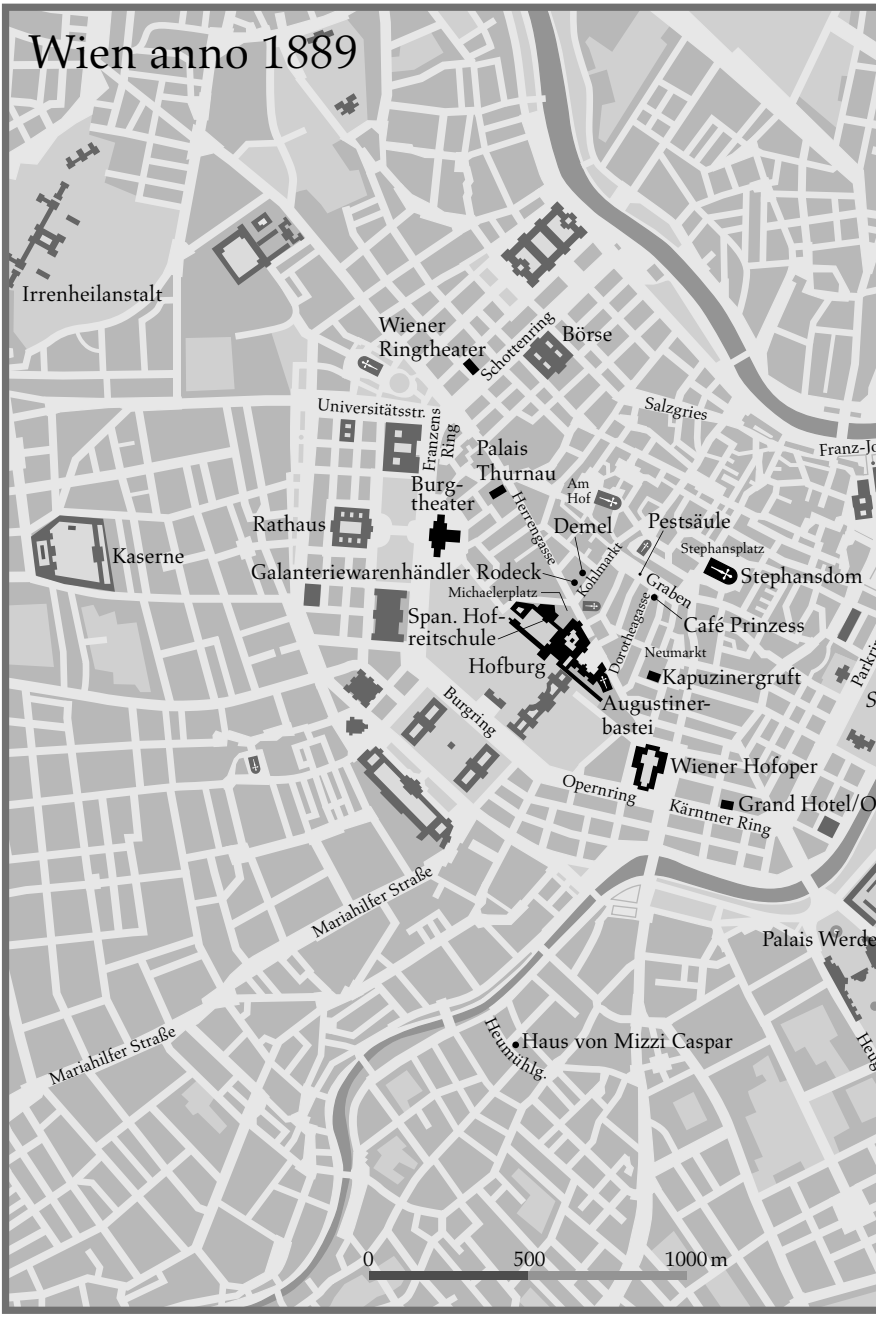 Wien anno 1889
Irrenheilanstalt
Wiener
Ringtheater
Schottenring
Börse
Universitätsstr.
Franzens
Ring
Salzgries
Franz-Jo
Palais
Thurnau
Burg-
theater
Herrengasse
Am
Hof
Rathaus
Demel
Pestsäule
Kaserne
Stephansplatz
Stephansdom
Galanteriewarenhändler Rodeck
Kohlmarkt
Graben
Michaelerplatz
Café Prinzess
Span. Hof-
reitschule
Dorotheagasse
Neumarkt
Parkrin
Hofburg
Kapuzinergruft
S
Burgring
Augustiner-
bastei
Wiener Hofoper
Opernring
Kärntner Ring
Grand Hotel/O
Mariahilfer Straße
Palais Werde
Heumühlg.
Haus von Mizzi Caspar
Heug
Mariahilfer Straße
0 500 1000 m